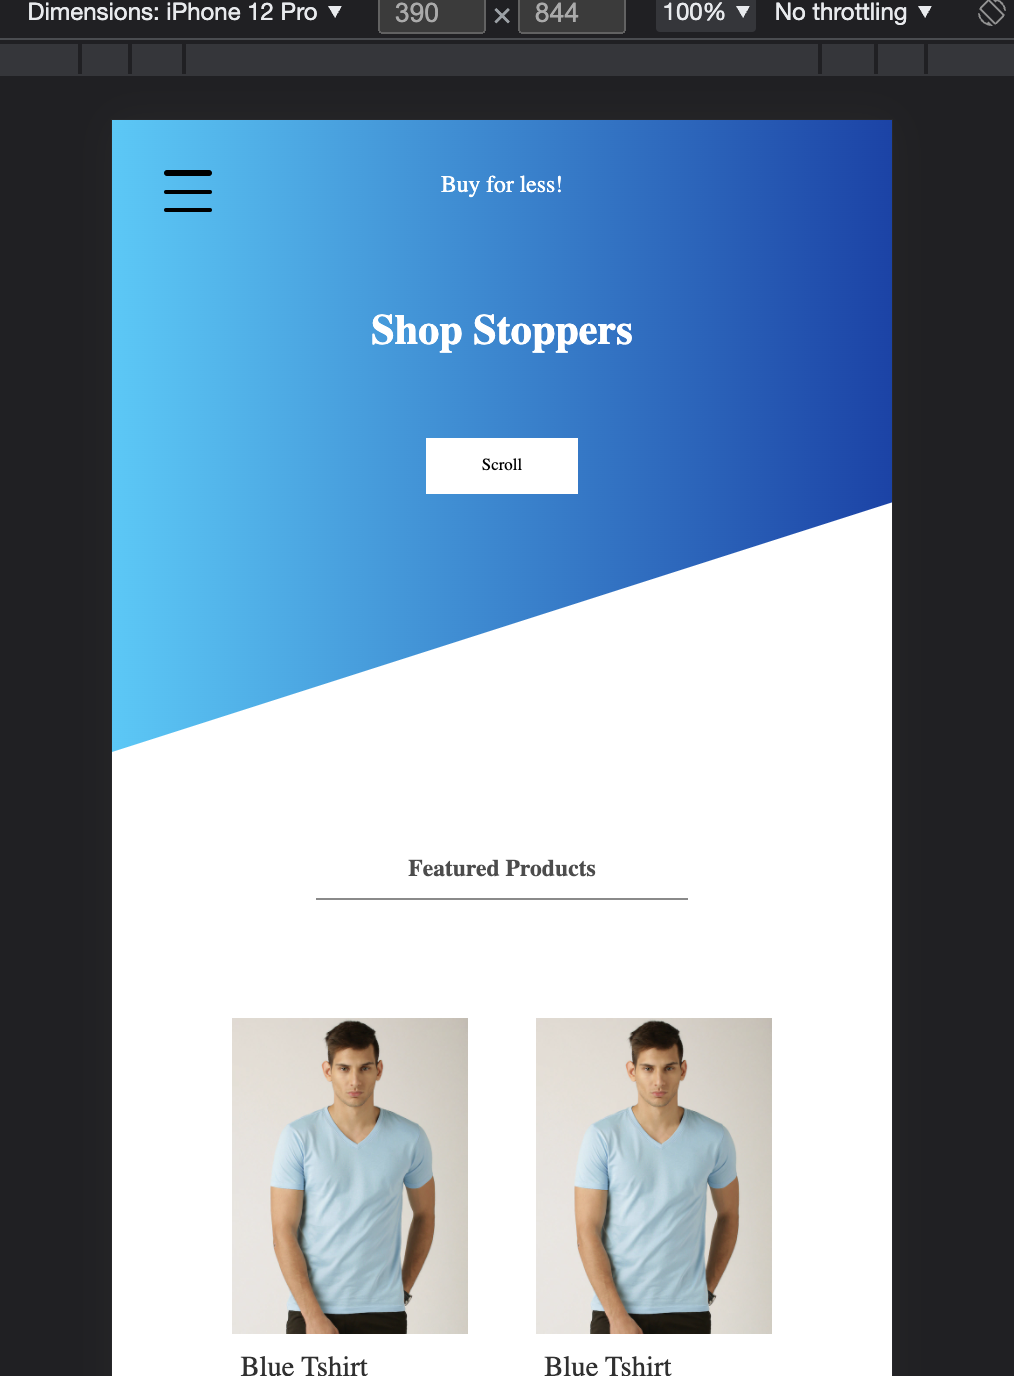 Dimensions: iPhone 12 Pro ▼ 390 × 844 100% ▼ No throttling ▼
Buy for less!
Shop Stoppers
Scroll
Featured Products
Blue Tshirt Blue Tshirt